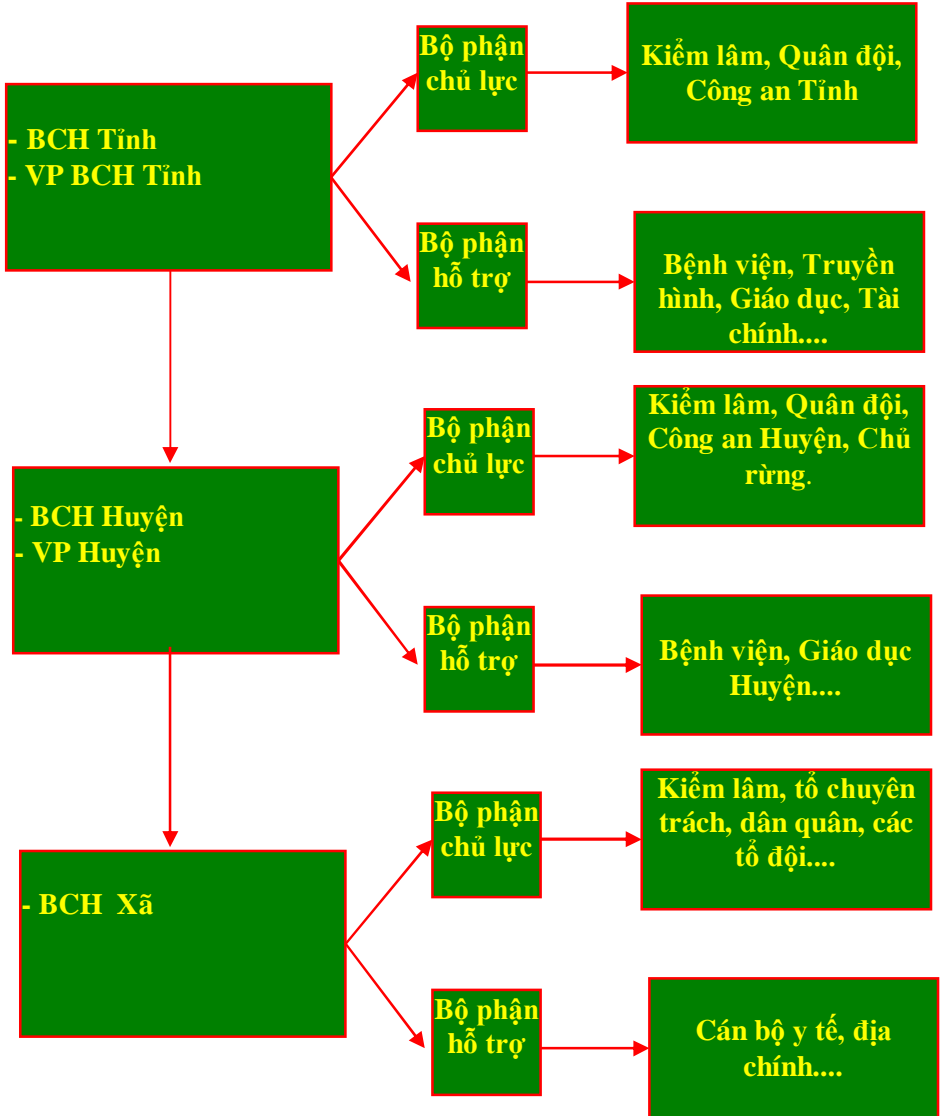 - BCH Tỉnh
- VP BCH Tỉnh
Bộ phận
chủ lực
Kiểm lâm, Quân đội,
Công an Tỉnh
Bộ phận
hỗ trợ
Bệnh viện, Truyền
hình, Giáo dục, Tài
chính....
- BCH Huyện
- VP Huyện
Bộ phận
chủ lực
Kiểm lâm, Quân đội,
Công an Huyện, Chủ
rừng.
Bộ phận
hỗ trợ
Bệnh viện, Giáo dục
Huyện....
- BCH  Xã
Bộ phận
chủ lực
Kiểm lâm, tổ chuyên
trách, dân quân, các
tổ đội....
Bộ phận
hỗ trợ
Cán bộ y tế, địa
chính....